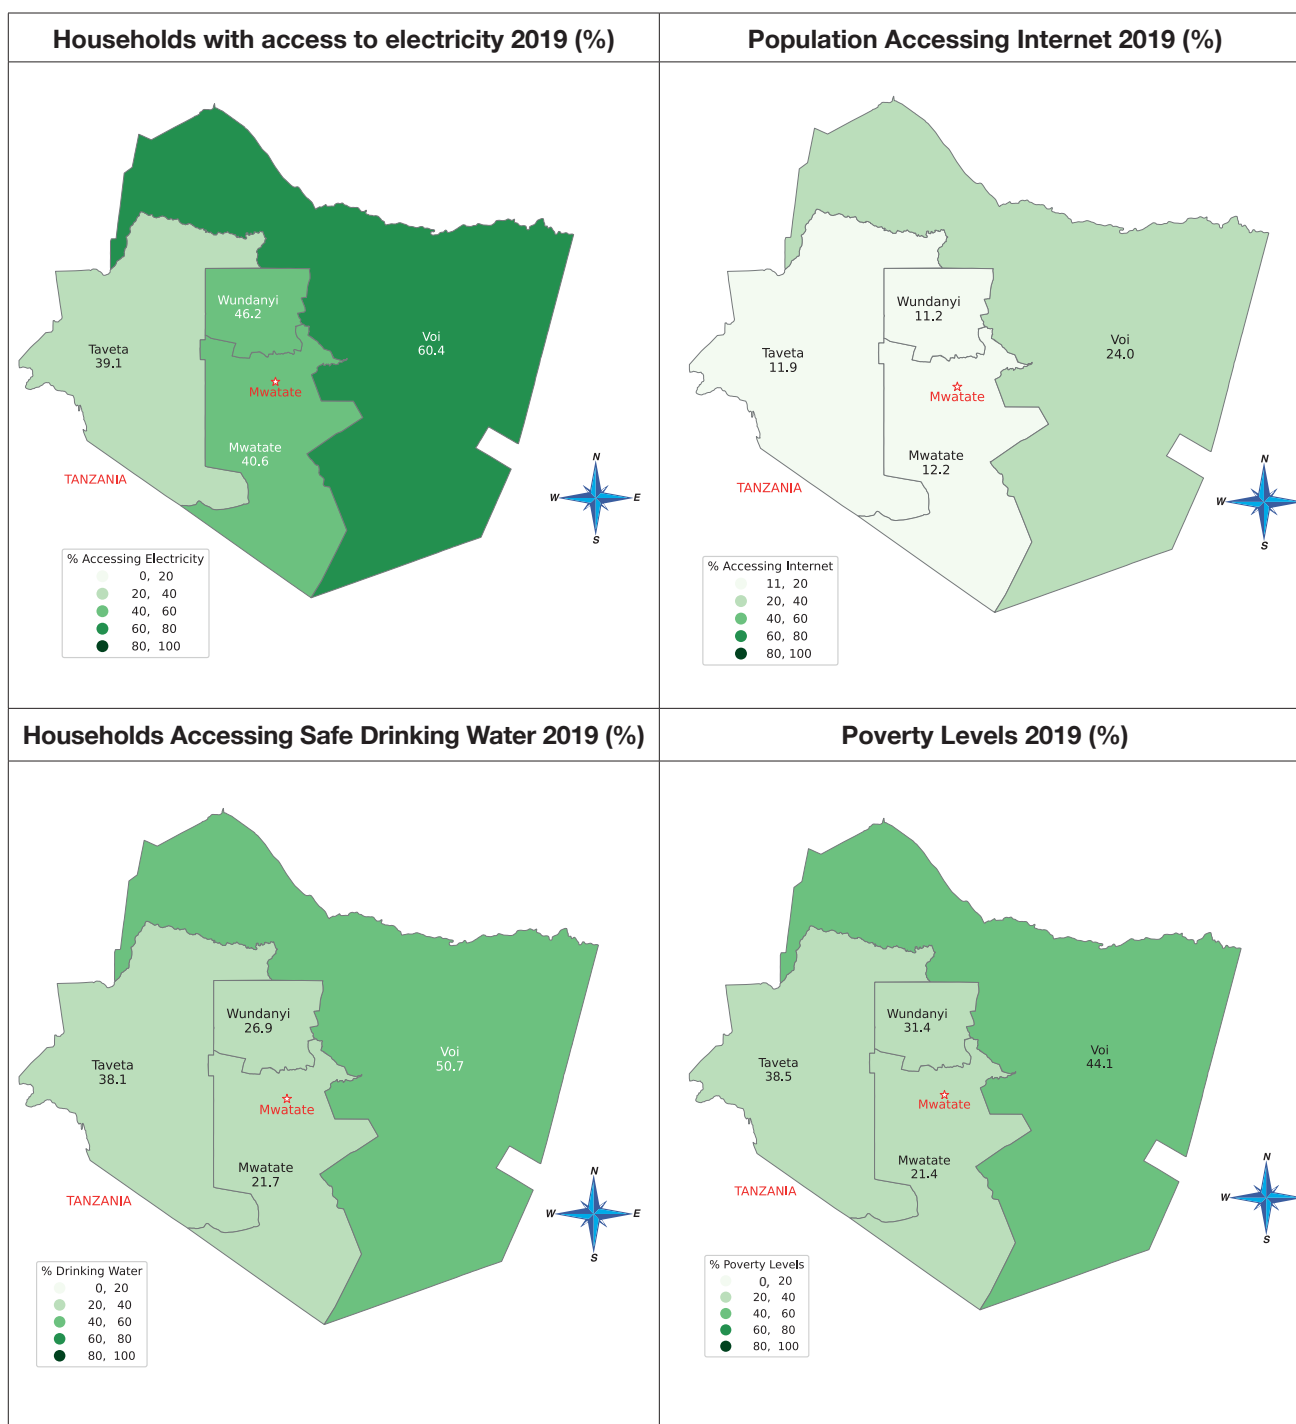 Households with access to electricity 2019 (%)
Wundanyi
46.2
Voi
60.4
Taveta
39.1
Mwatate
Mwatate
40.6
TANZANIA
N
W
E
S
% Accessing Electricity
0, 20
20, 40
40, 60
60, 80
80, 100
Population Accessing Internet 2019 (%)
Wundanyi
11.2
Voi
24.0
Taveta
11.9
Mwatate
Mwatate
12.2
TANZANIA
N
W
S
% Accessing Internet
11, 20
20, 40
40, 60
60, 80
80, 100
Households Accessing Safe Drinking Water 2019 (%)
Wundanyi
26.9
Voi
50.7
Taveta
38.1
Mwatate
Mwatate
21.7
TANZANIA
N
W
E
S
% Drinking Water
0, 20
20, 40
40, 60
60, 80
80, 100
Poverty Levels 2019 (%)
Wundanyi
31.4
Voi
44.1
Taveta
38.5
Mwatate
Mwatate
21.4
TANZANIA
N
W
S
% Poverty Levels
0, 20
20, 40
40, 60
60, 80
80, 100